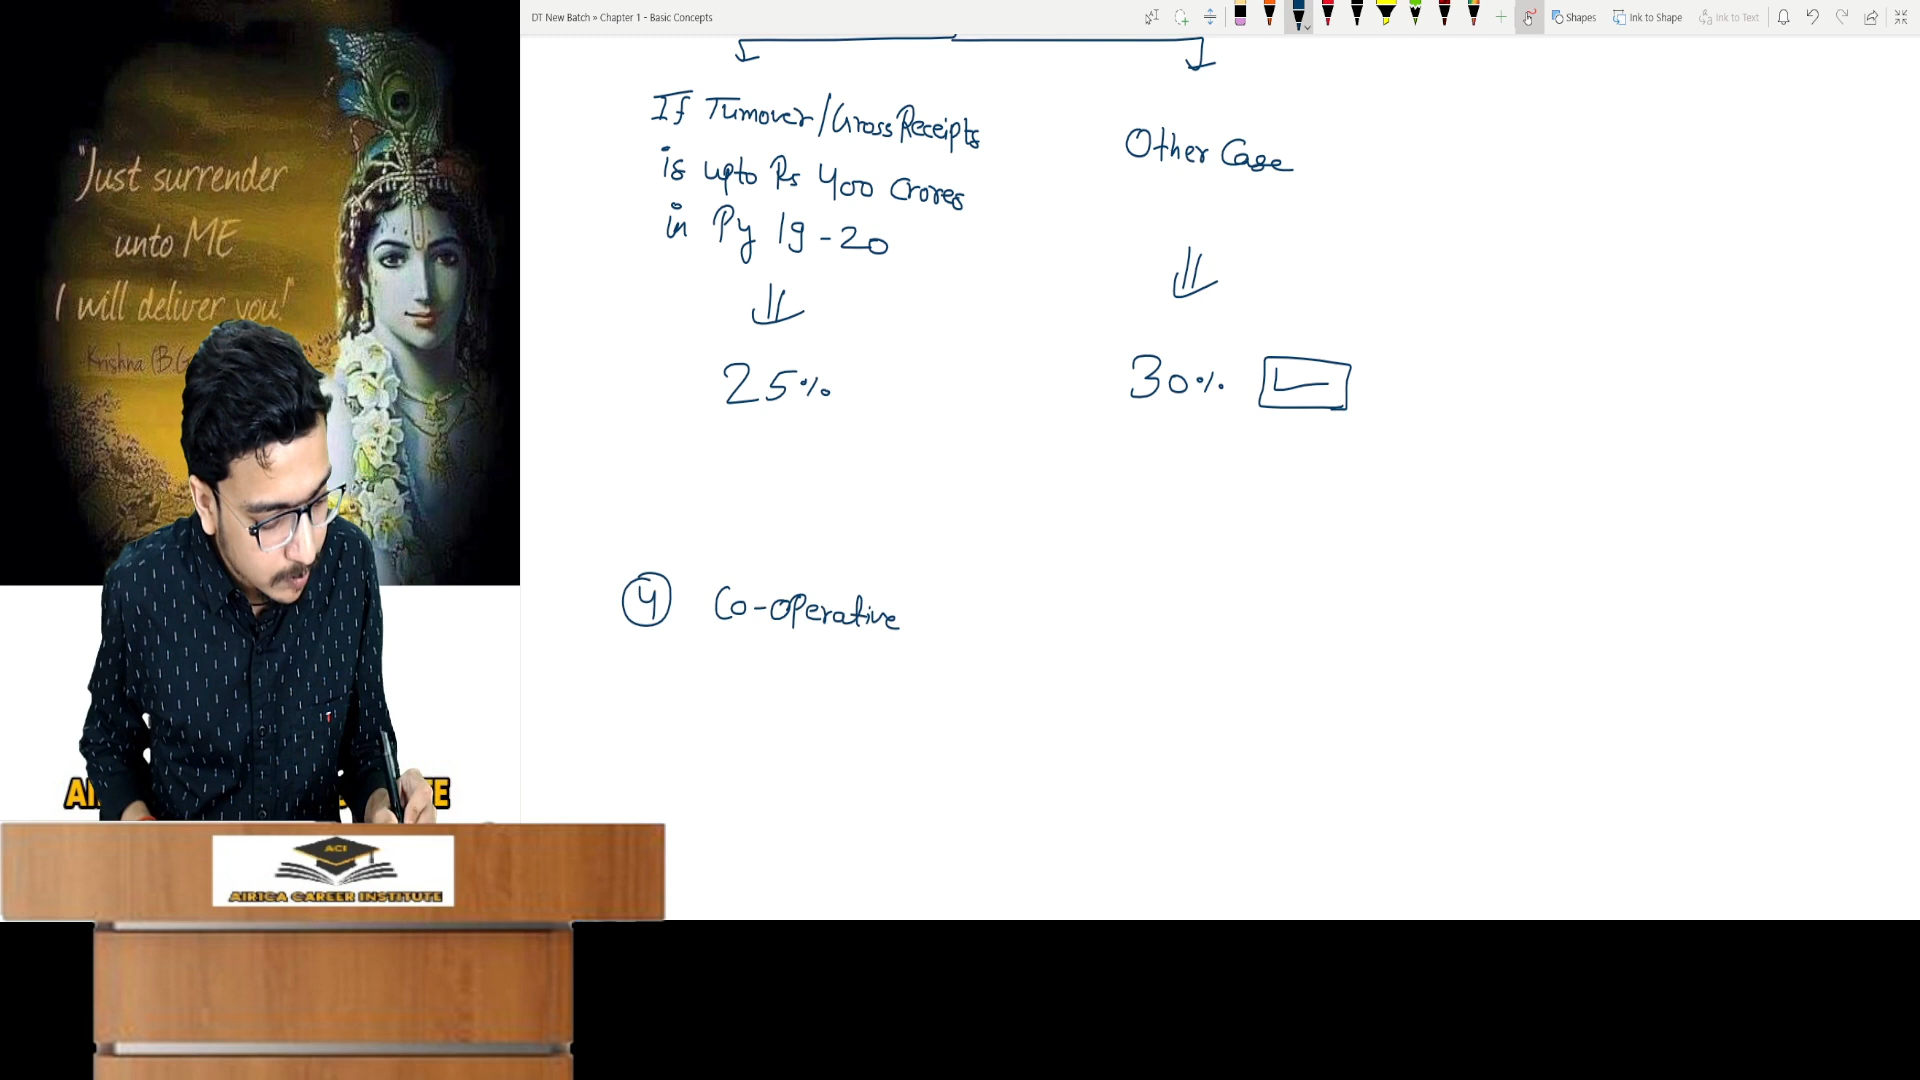 DT New Batch » Chapter 1 - Basic Concepts
Shapes
Ink to Shape
Ink to Text
"Just surrender
unto ME
I will deliver you!"
Krishna (B.G
If Turnover/Gross Receipts
is upto Rs 400 Crores
in Py 19-20
25%
Other Case
30%
4 Co-operative
ACI
AIRICA CAREER INSTITUTE